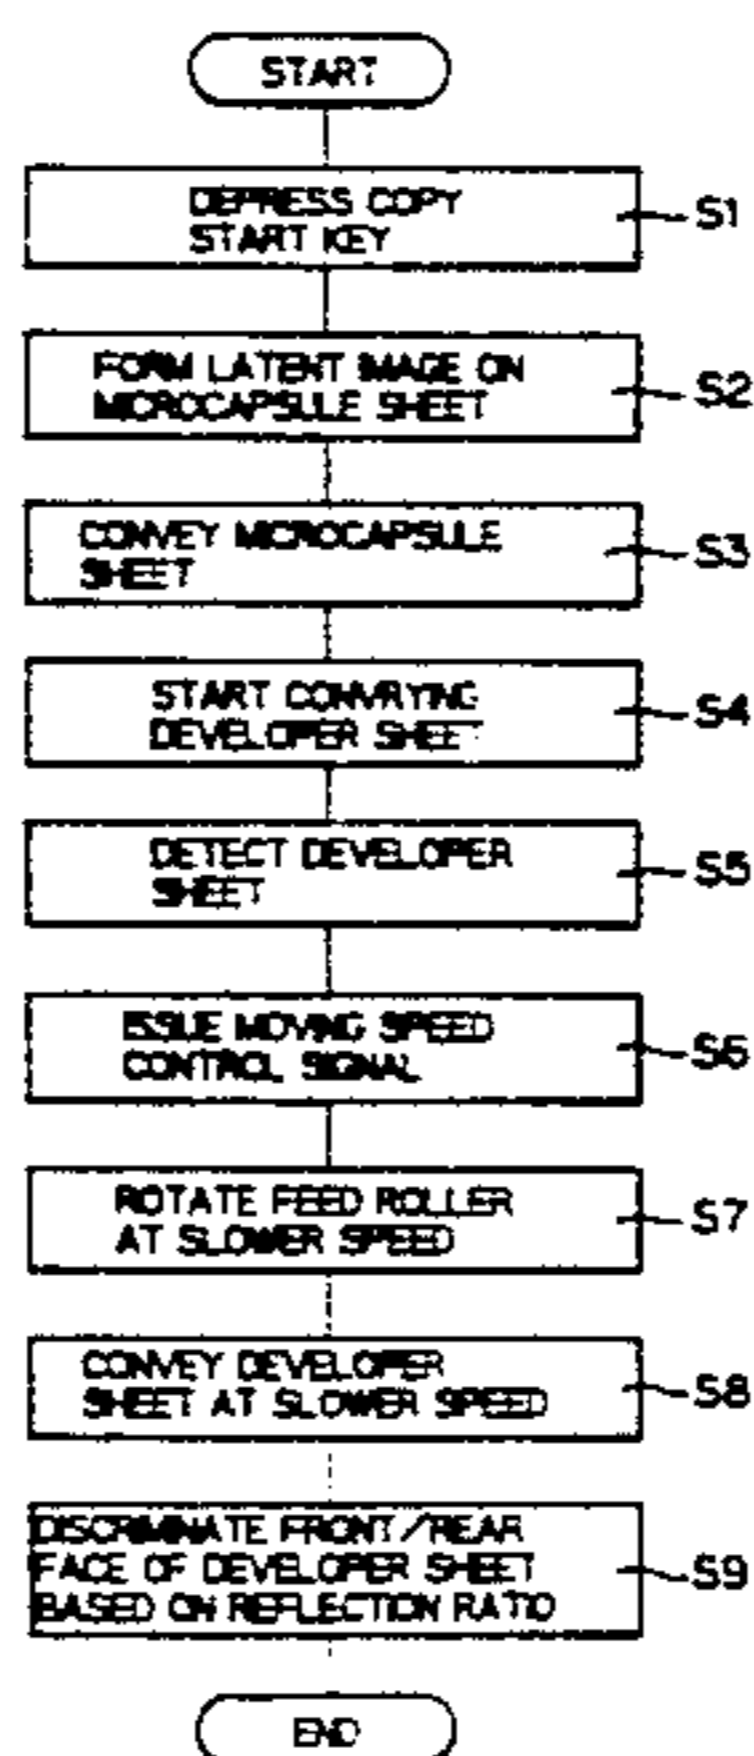 START
DEPRESS COPY
START KEY
S1
FORM LATENT IMAGE ON
MICROCAPSULE SHEET
S2
CONVEY MICROCAPSULE
SHEET
S3
START CONVRYING
DEVELOPER SHEET
S4
DETECT DEVELOPER
SHEET
S5
ISSUE MOVING SPEED
CONTROL SIGNAL
S6
ROTATE FEED ROLLER
AT SLOWER SPEED
S7
CONVEY DEVELOPER
SHEET AT SLOWER SPEED
S8
DISCRIMINATE FRONT/REAR
FACE OF DEVELOPER SHEET
BASED ON REFLECTION RATIO
S9
END